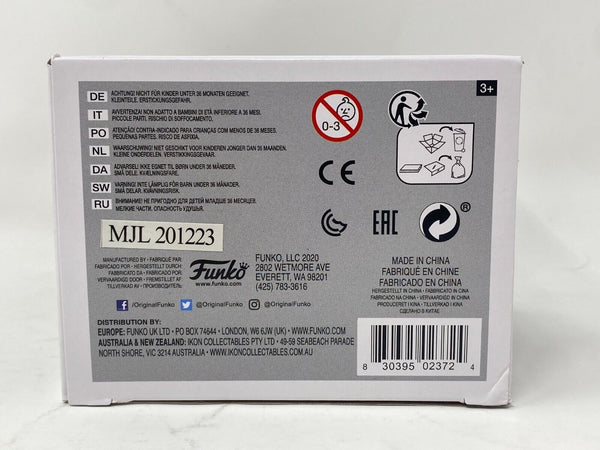 DE ACHTUNG! NICHT FÜR KINDER UNTER 36 MONATEN GEEIGNET.
KLEINTEILE. ERSTICKUNGSGEFAHR.
IT AVVERTENZA! NON ADATTO A BAMBINI DI ETÀ INFERIORE A 36 MESI.
PICCOLE PARTI. RISCHIO DI SOFFOCAMENTO.
PO ATENÇÃO! CONTRA-INDICADO PARA CRIANÇAS COM MENOS DE 36 MESES.
PEQUENAS PARTES. RISCO DE ASFIXIA.
NL WAARSCHUWING! NIET GESCHIKT VOOR KINDEREN JONGER DAN 36 MAANDEN.
KLEINE ONDERDELEN. VERSTIKKINGSGEVAAR.
DA ADVARSEL! IKKE EGNET TIL BØRN UNDER 36 MÅNEDER.
SMÅ DELE. KVÆLNINGSFARE.
SW VARNING! INTE LÄMPLIG FÖR BARN UNDER 36 MÅNADER.
SMÅ DELAR. KVÄVNINGSRISK.
RU ВНИМАНИЕ! НЕ ПРИГОДНО ДЛЯ ДЕТЕЙ МЛАДШЕ 36 МЕСЯЦЕВ.
МЕЛКИЕ ЧАСТИ. ОПАСНОСТЬ УДУШЬЯ.
0-3
3+
CE
EAC
®
MJL 201223
MANUFACTURED BY • FABRIQUÉ PAR
FABRICADO POR • HERGESTELLT DURCH
FABBRICATO DA • FABRICADO POR
VERVAARDIGD DOOR • FREMSTILLET AF
TILLVERKAD AV • ПРОИЗВЕДЕНО
Funko
www.funko.com
FUNKO, LLC 2020
2802 WETMORE AVE
EVERETT, WA 98201
(425) 783-3616
MADE IN CHINA
FABRIQUÉ EN CHINE
FABRICADO EN CHINA
HERGESTELLT IN CHINA • FABBRICATO IN CINA
FABRICADO NA CHINA • VERVAARDIGD IN CHINA
PRODUCERET I KINA • TILLVERKAD I KINA
СДЕЛАНО В КИТАЕ
/OriginalFunko @OriginalFunko @OriginalFunko
DISTRIBUTION BY:
EUROPE: FUNKO UK LTD • PO BOX 74644 • LONDON, W6 6JW (UK) • WWW.FUNKO.COM
AUSTRALIA & NEW ZEALAND: IKON COLLECTABLES PTY LTD • 49-59 SEABEACH PARADE
NORTH SHORE, VIC 3214 AUSTRALIA • WWW.IKONCOLLECTABLES.COM.AU
8 30395 02372 4